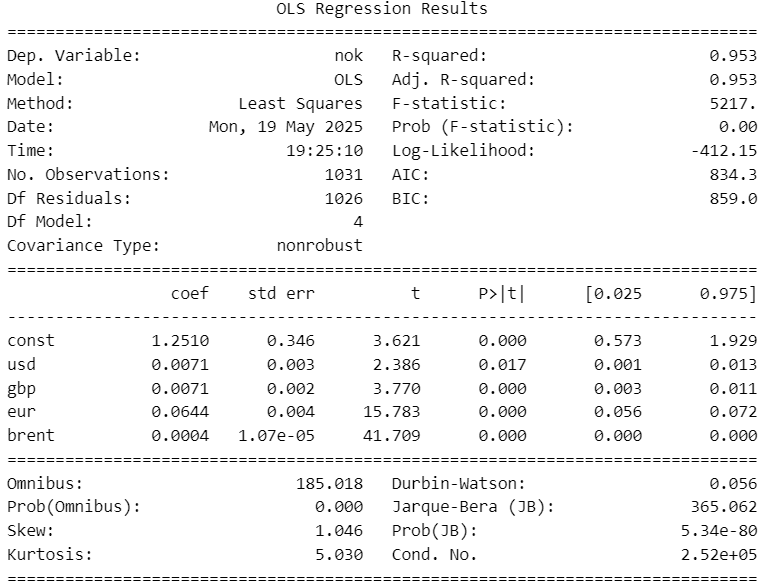 OLS Regression Results
==============================================================================
Dep. Variable:                    nok   R-squared:                       0.953
Model:                            OLS   Adj. R-squared:                  0.953
Method:                 Least Squares   F-statistic:                     5217.
Date:                Mon, 19 May 2025   Prob (F-statistic):               0.00
Time:                        19:25:10   Log-Likelihood:                -412.15
No. Observations:                1031   AIC:                             834.3
Df Residuals:                    1026   BIC:                             859.0
Df Model:                           4
Covariance Type:            nonrobust
==============================================================================
                 coef    std err          t      P>|t|      [0.025      0.975]
------------------------------------------------------------------------------
const          1.2510      0.346      3.621      0.000       0.573       1.929
usd            0.0071      0.003      2.386      0.017       0.001       0.013
gbp            0.0071      0.002      3.770      0.000       0.003       0.011
eur            0.0644      0.004     15.783      0.000       0.056       0.072
brent          0.0004   1.07e-05     41.709      0.000       0.000       0.000
==============================================================================
Omnibus:                      185.018   Durbin-Watson:                   0.056
Prob(Omnibus):                  0.000   Jarque-Bera (JB):              365.062
Skew:                           1.046   Prob(JB):                     5.34e-80
Kurtosis:                       5.030   Cond. No.                     2.52e+05
==============================================================================